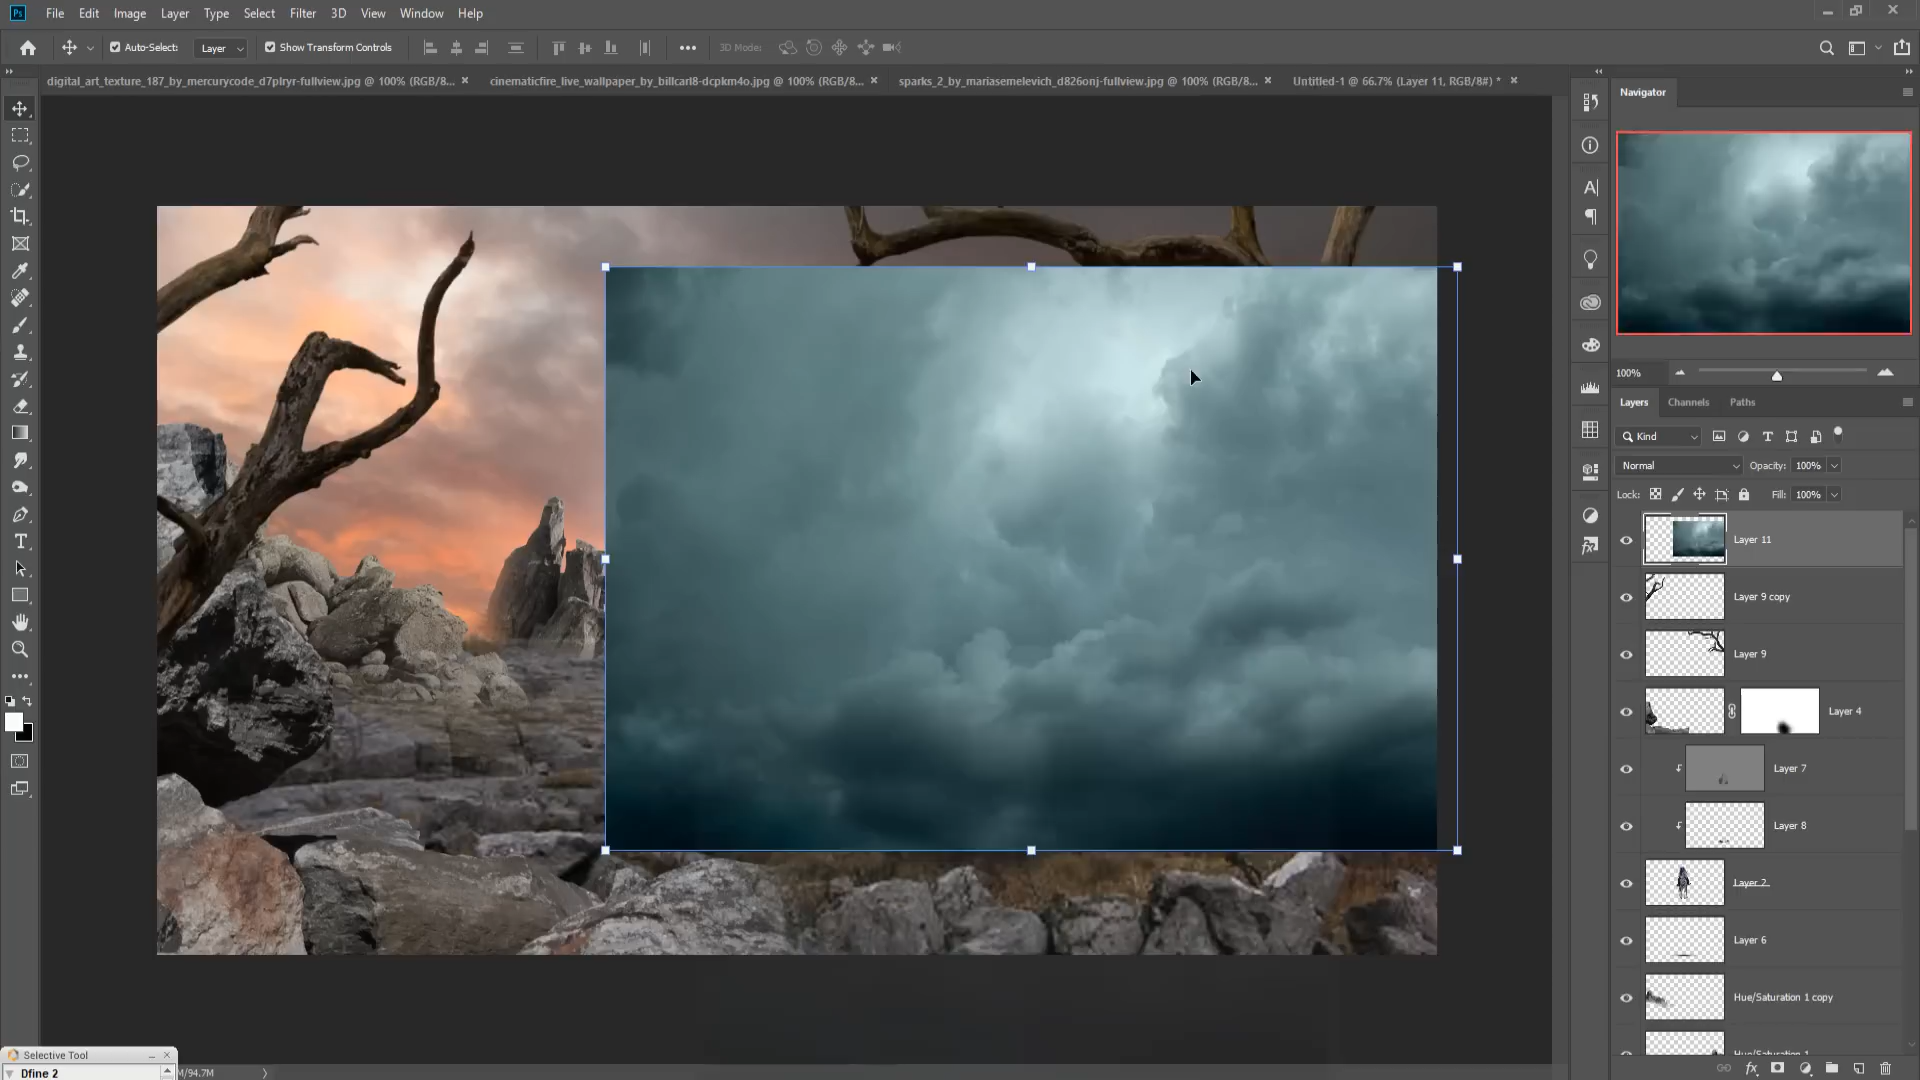 Ps File Edit Image Layer Type Select Filter 3D View Window Help
Auto-Select: Layer Show Transform Controls 3D Mode:
digital_art_texture_187_by_mercurycode_d7plryr-fullview.jpg @ 100% (RGB/8... cinematicfire_live_wallpaper_by_billcarl8-dcpkm4o.jpg @ 100% (RGB/8... sparks_2_by_mariasemelevich_d826onj-fullview.jpg @ 100% (RGB/8... Untitled-1 @ 66.7% (Layer 11, RGB/8#) *
Navigator
100%
Layers Channels Paths
Kind
Normal Opacity: 100%
Lock: Fill: 100%
Layer 11
Layer 9 copy
Layer 9
Layer 4
Layer 7
Layer 8
Layer 2
Layer 6
Hue/Saturation 1 copy
Hue/Saturation 1
Selective Tool
Dfine 2
M/94.7M